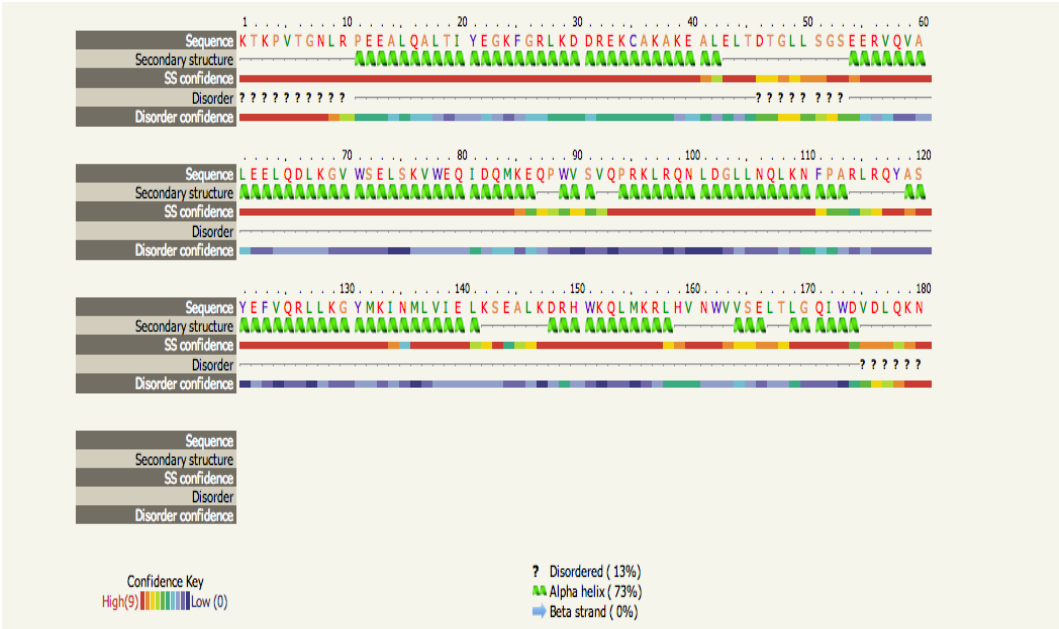 1 . . . . . . . . 10 . . . . . . . . . 20 . . . . . . . . . 30 . . . . . . . . . 40 . . . . . . . . . 50 . . . . . . . . . 60
Sequence K T K P V T G N L R P E E A L Q A L T I Y E G K F G R L K D D R E K C A K A K E A L E L T D T G L L S G S E E R V Q V A
Secondary structure
SS confidence
Disorder ? ? ? ? ? ? ? ? ? ? ? ? ? ? ? ? ? ?
Disorder confidence
. . . . . . . . . 70 . . . . . . . . . 80 . . . . . . . . . 90 . . . . . . . . . 100 . . . . . . . . . 110 . . . . . . . . . 120
Sequence L E E L Q D L K G V W S E L S K V W E Q I D Q M K E Q P W V S V Q P R K L R Q N L D G L L N Q L K N F P A R L R Q Y A S
Secondary structure
SS confidence
Disorder
Disorder confidence
. . . . . . . . . 130 . . . . . . . . . 140 . . . . . . . . . 150 . . . . . . . . . 160 . . . . . . . . . 170 . . . . . . . . . 180
Sequence Y E F V Q R L L K G Y M K I N M L V I E L K S E A L K D R H W K Q L M K R L H V N W V V S E L T L G Q I W D V D L Q K N
Secondary structure
SS confidence
Disorder ? ? ? ? ? ?
Disorder confidence
Sequence
Secondary structure
SS confidence
Disorder
Disorder confidence
Confidence Key
High(9) Low (0)
? Disordered ( 13%)
Alpha helix ( 73%)
Beta strand ( 0%)